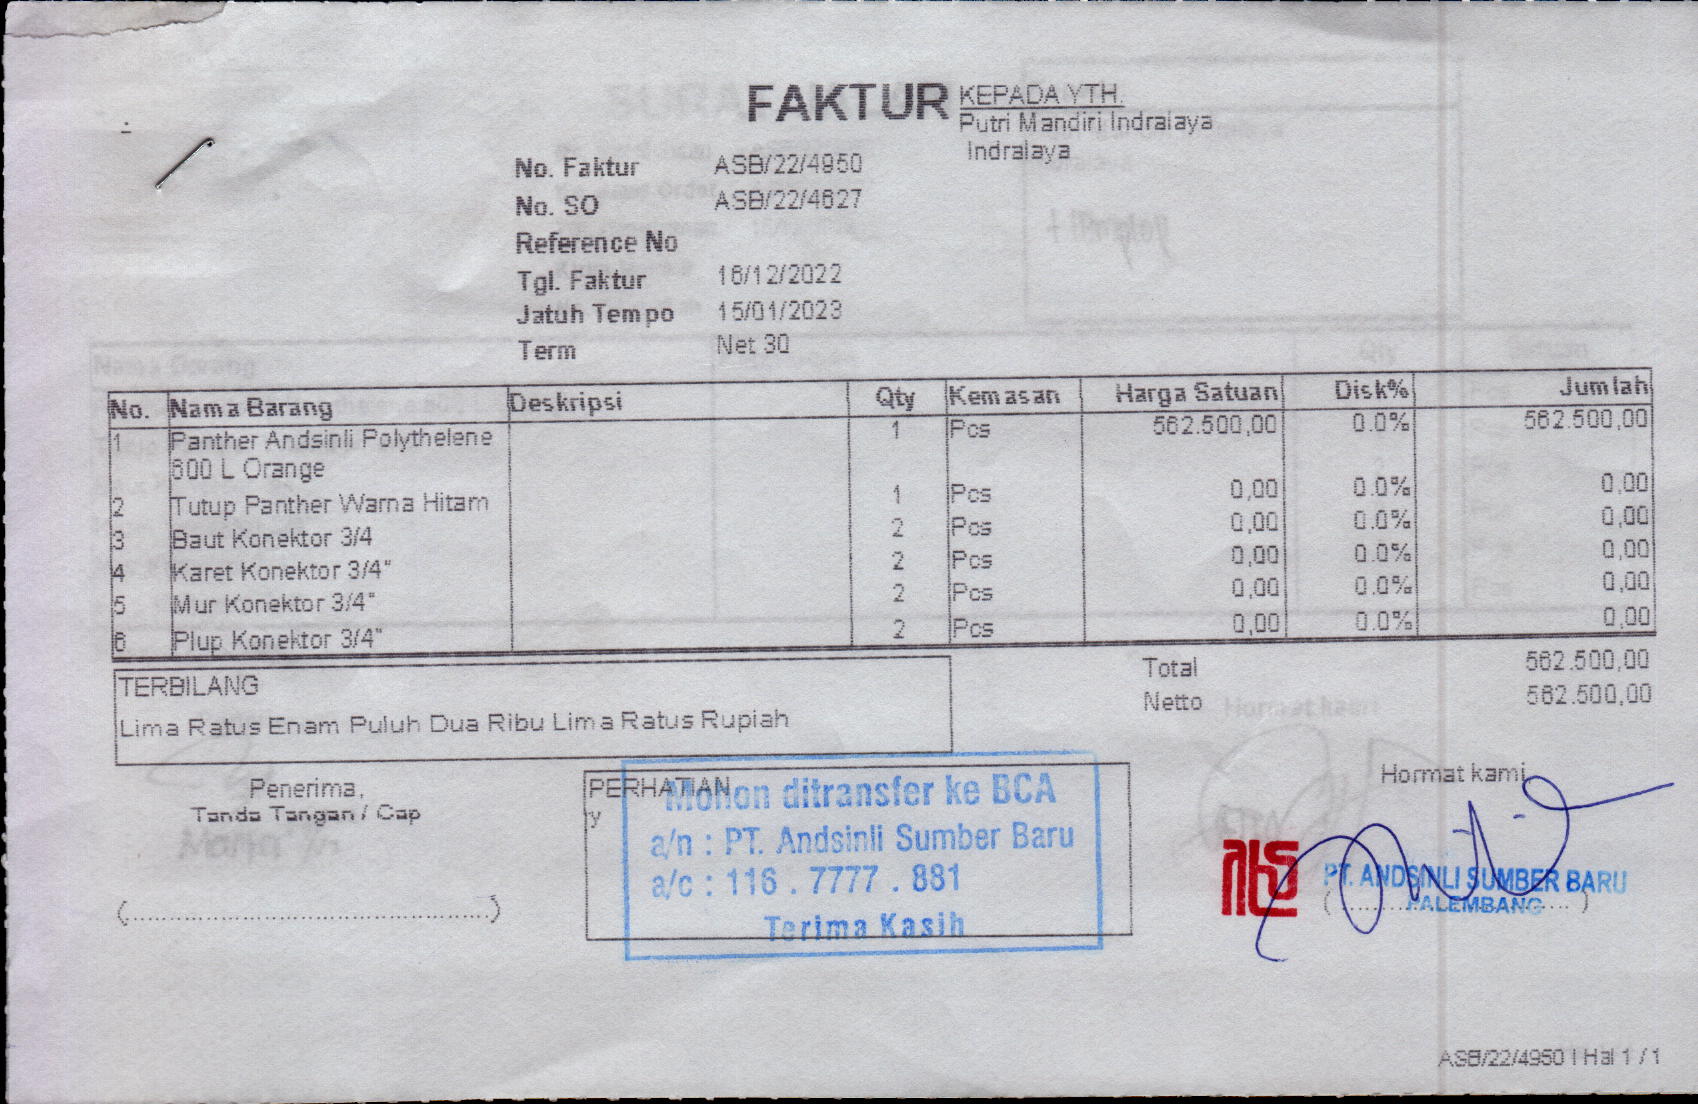 FAKTUR
KEPADA YTH.
Putri Mandiri Indralaya
Indralaya
No. Faktur ASB/22/4950
No. SO ASB/22/4627
Reference No
Tgl. Faktur 16/12/2022
Jatuh Tempo 15/01/2023
Term Net 30
No. Nama Barang Deskripsi Qty Kemasan Harga Satuan Disk% Jumlah
1 Panther Andsinli Polythelene 1 Pcs 562.500,00 0.0% 562.500,00
600 L Orange
2 Tutup Panther Warna Hitam 1 Pcs 0,00 0.0% 0,00
3 Baut Konektor 3/4 2 Pcs 0,00 0.0% 0,00
4 Karet Konektor 3/4" 2 Pcs 0,00 0.0% 0,00
5 Mur Konektor 3/4" 2 Pcs 0,00 0.0% 0,00
6 Plup Konektor 3/4" 2 Pcs 0,00 0.0% 0,00
Total 562.500,00
Netto 562.500,00
TERBILANG
Lima Ratus Enam Puluh Dua Ribu Lima Ratus Rupiah
Penerima,
Tanda Tangan / Cap
(..........................................)
PERHATIAN
y
Mohon ditransfer ke BCA
a/n : PT. Andsinli Sumber Baru
a/c : 116 . 7777 . 881
Terima Kasih
Hormat kami,
PT. ANDSINLI SUMBER BARU
PALEMBANG
ASB/22/4950 | Hal 1 / 1